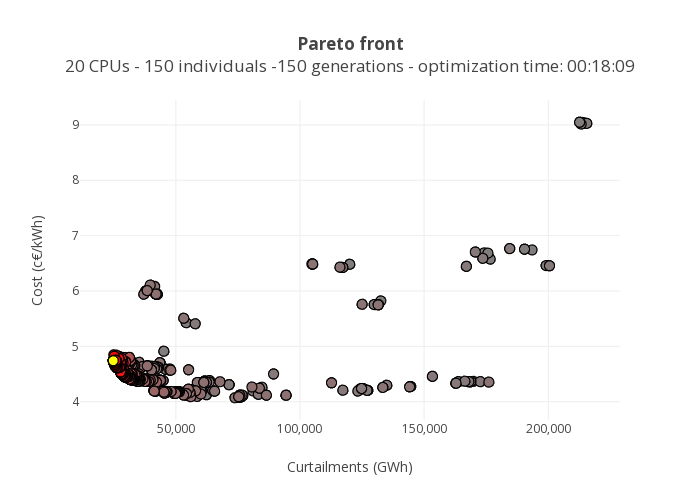 Pareto front
20 CPUs - 150 individuals -150 generations - optimization time: 00:18:09
9
8
7
6
5
4
Cost (c€/kWh)
50,000 100,000 150,000 200,000
Curtailments (GWh)